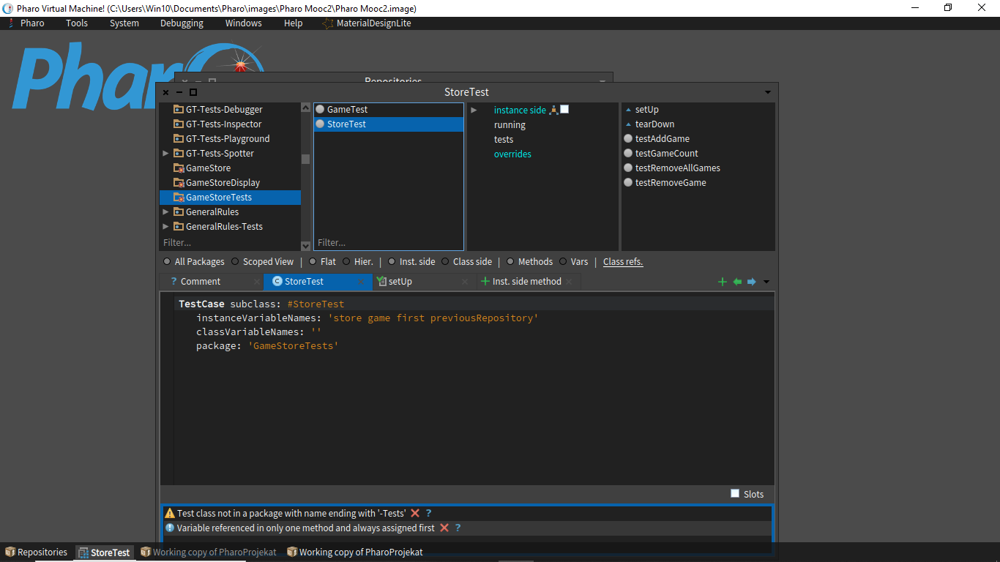 Pharo Virtual Machine! (C:\Users\Win10\Documents\Pharo\images\Pharo Mooc2\Pharo Mooc2.image)
Pharo Tools System Debugging Windows Help MaterialDesignLite
Pharo
Repositories
StoreTest
GT-Tests-Debugger
GT-Tests-Inspector
GT-Tests-Playground
GT-Tests-Spotter
GameStore
GameStoreDisplay
GameStoreTests
GeneralRules
GeneralRules-Tests
Filter...
GameTest
StoreTest
Filter...
instance side
running
tests
overrides
setUp
tearDown
testAddGame
testGameCount
testRemoveAllGames
testRemoveGame
All Packages Scoped View | Flat Hier. | Inst. side Class side | Methods Vars | Class refs.
? Comment StoreTest setUp Inst. side method
TestCase subclass: #StoreTest
instanceVariableNames: 'store game first previousRepository'
classVariableNames: ''
package: 'GameStoreTests'
Slots
Test class not in a package with name ending with '-Tests' ?
Variable referenced in only one method and always assigned first ?
Repositories StoreTest Working copy of PharoProjekat Working copy of PharoProjekat